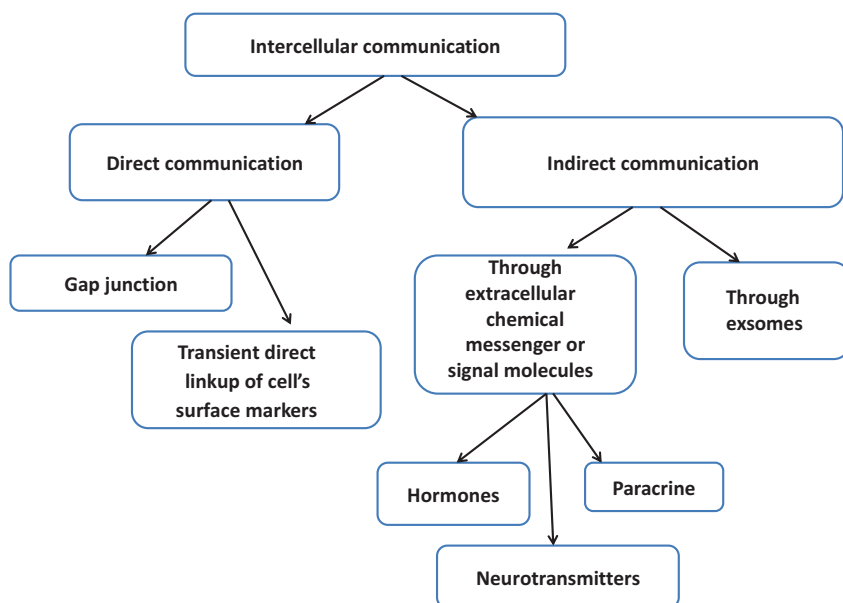 Intercellular communication
Direct communication
Indirect communication
Gap junction
Transient direct
linkup of cell's
surface markers
Through
extracellular
chemical
messenger or
signal molecules
Through
exsomes
Hormones
Paracrine
Neurotransmitters